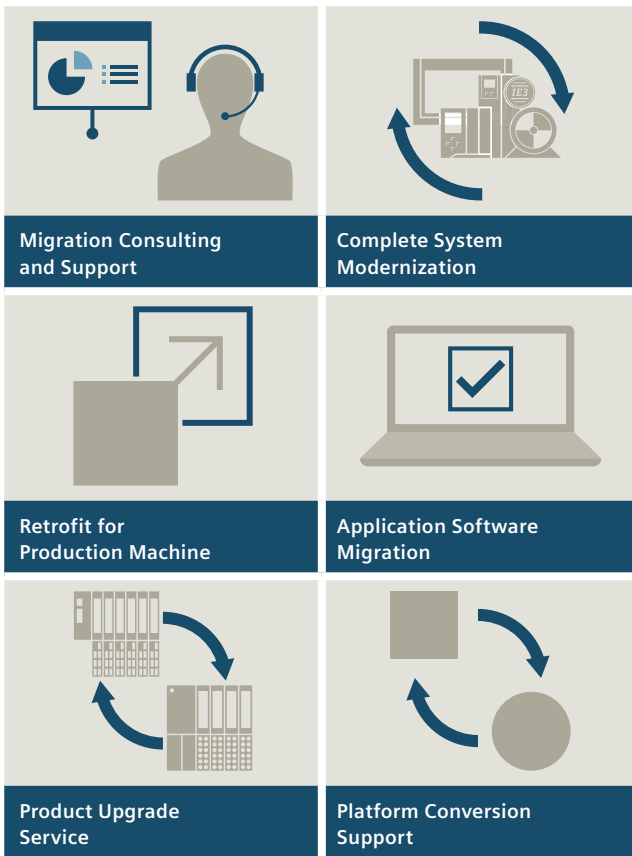 IE3
Migration Consulting
and Support
Complete System
Modernization
Retrofit for
Production Machine
Application Software
Migration
Product Upgrade
Service
Platform Conversion
Support